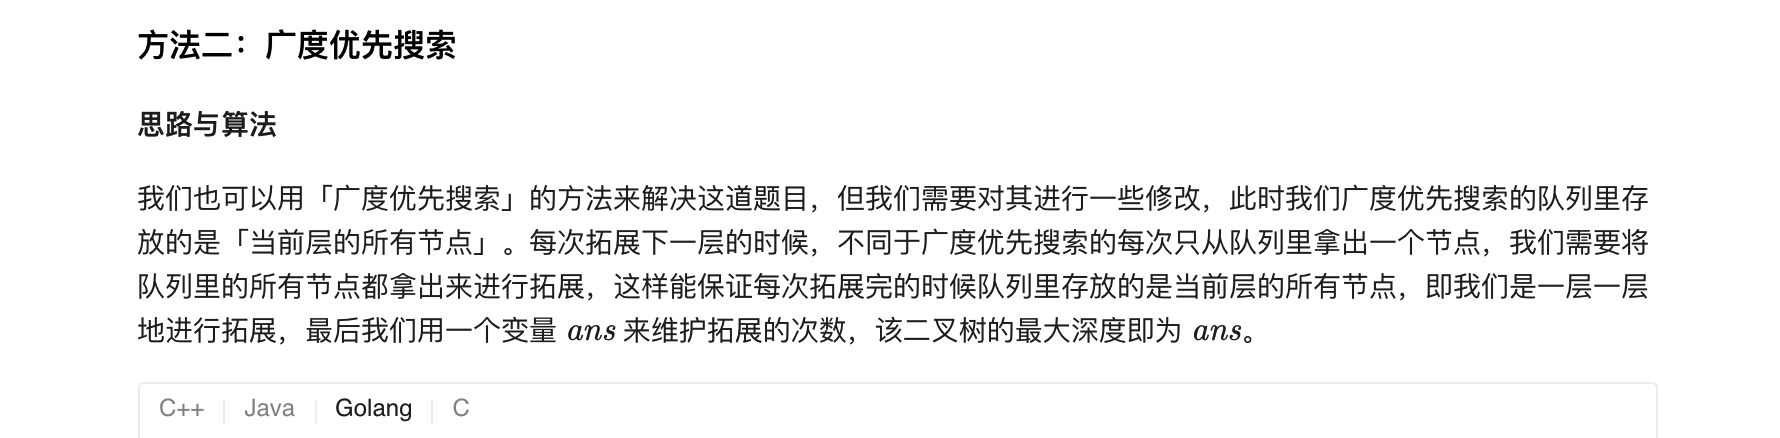 方法二：广度优先搜索
思路与算法
我们也可以用「广度优先搜索」的方法来解决这道题目，但我们需要对其进行一些修改，此时我们广度优先搜索的队列里存
放的是「当前层的所有节点」。每次拓展下一层的时候，不同于广度优先搜索的每次只从队列里拿出一个节点，我们需要将
队列里的所有节点都拿出来进行拓展，这样能保证每次拓展完的时候队列里存放的是当前层的所有节点，即我们是一层一层
地进行拓展，最后我们用一个变量 ans 来维护拓展的次数，该二叉树的最大深度即为 ans。
C++ Java Golang C